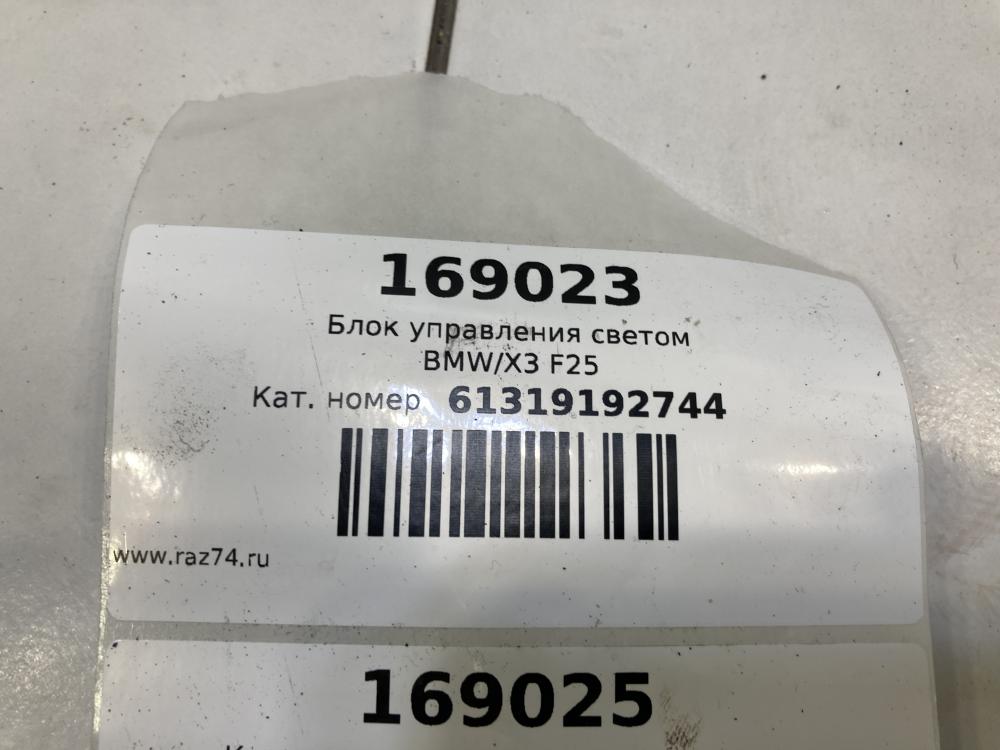 169023
Блок управления светом
BMW/X3 F25
Кат. номер 61319192744
www.raz74.ru
169025